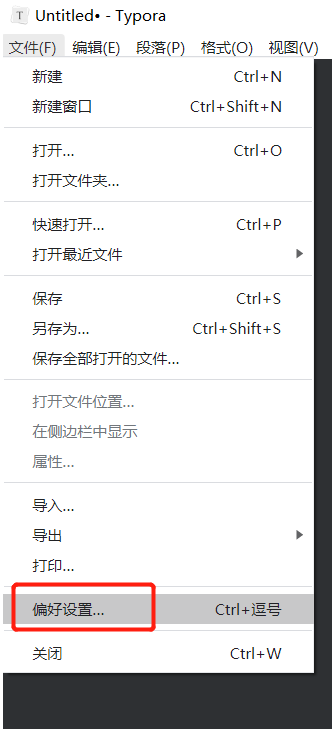 T Untitled• - Typora
文件(F) 编辑(E) 段落(P) 格式(O) 视图(V)
新建 Ctrl+N
新建窗口 Ctrl+Shift+N
打开... Ctrl+O
打开文件夹...
快速打开... Ctrl+P
打开最近文件
保存 Ctrl+S
另存为... Ctrl+Shift+S
保存全部打开的文件...
打开文件位置...
在侧边栏中显示
属性...
导入...
导出
打印...
偏好设置... Ctrl+逗号
关闭 Ctrl+W